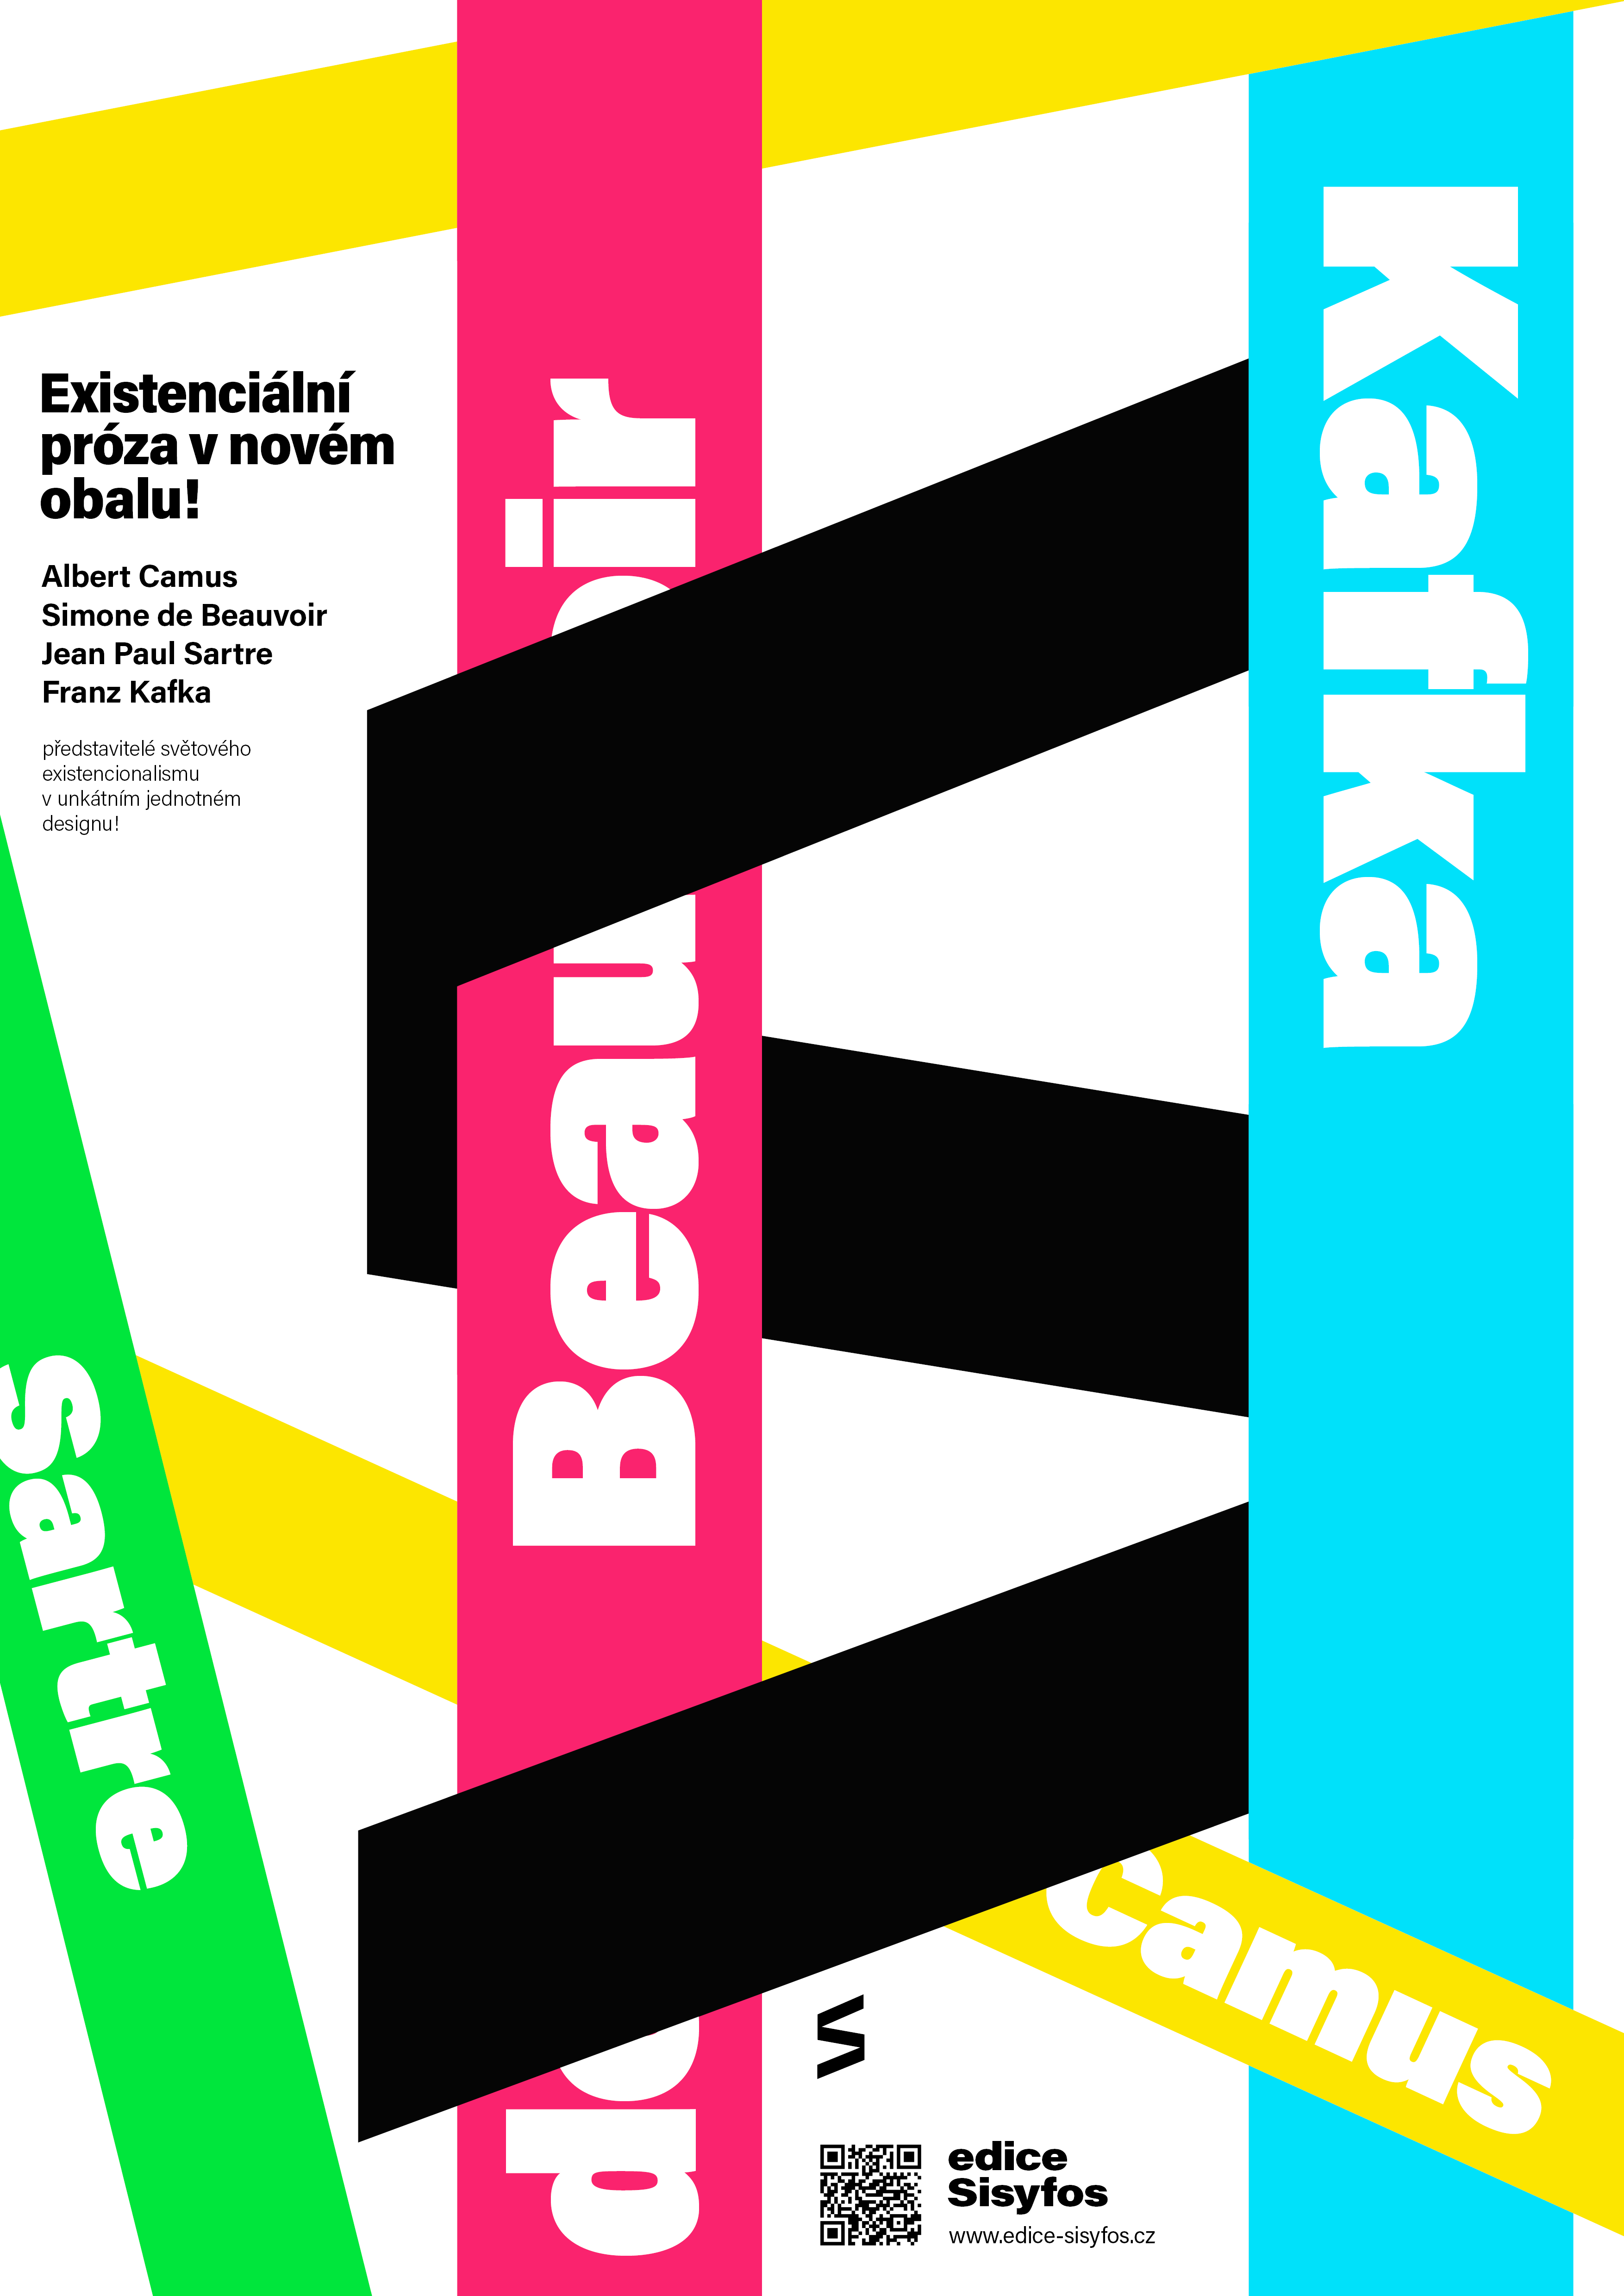 Existenciální
próza v novém
obalu!
Albert Camus
Simone de Beauvoir
Jean Paul Sartre
Franz Kafka
představitelé světového
existencionalismu
v unkátním jednotném
designu!
Kafka
Sartre
Camus
edice
Sisyfos
www.edice-sisyfos.cz